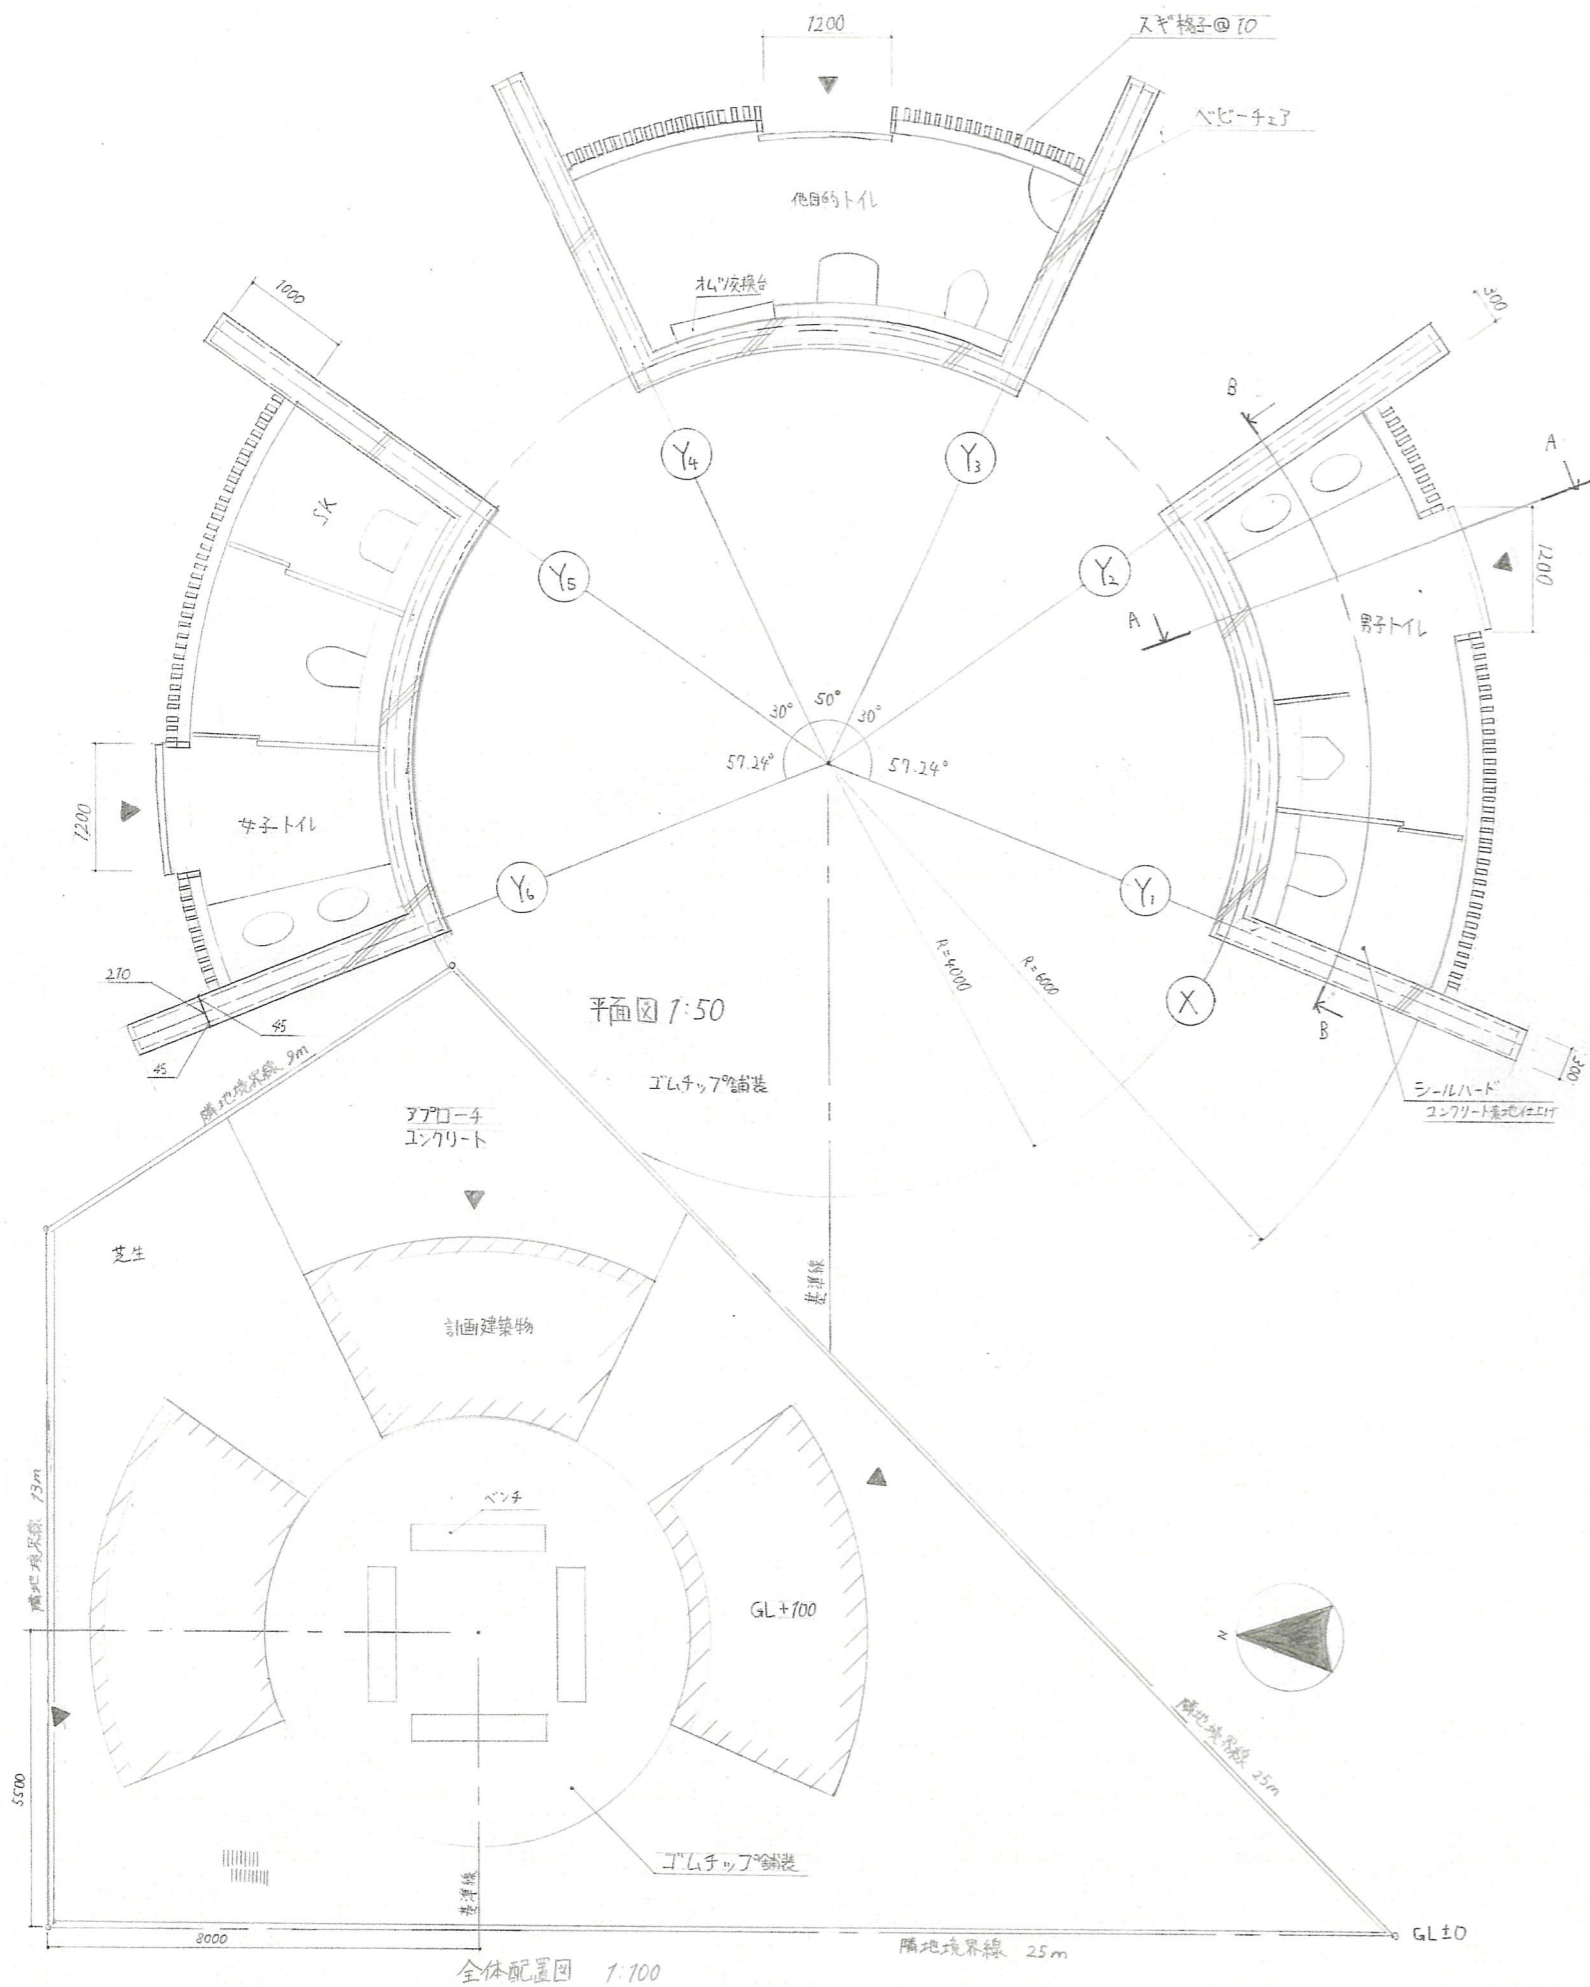 1200
スギ格子@70
ベビーチェア
他目的トイレ
オムツ交換台
1000
300
B
A
Y4
Y3
SK
Y5
Y2
1200
A
男子トイレ
30°
50°
30°
57.24°
57.24°
1200
女子トイレ
Y6
Y1
R=4000
R=6000
X
210
45
45
B
300
平面図 1:50
ゴムチップ舗装
シールハード
コンクリート素地仕上げ
隣地境界線 9m
アプローチ
コンクリート
芝生
基準線
計画建築物
ベンチ
隣地境界線 13m
GL+100
N
隣地境界線 25m
5500
ゴムチップ舗装
基準線
8000
隣地境界線 25m
GL±0
全体配置図 1:100